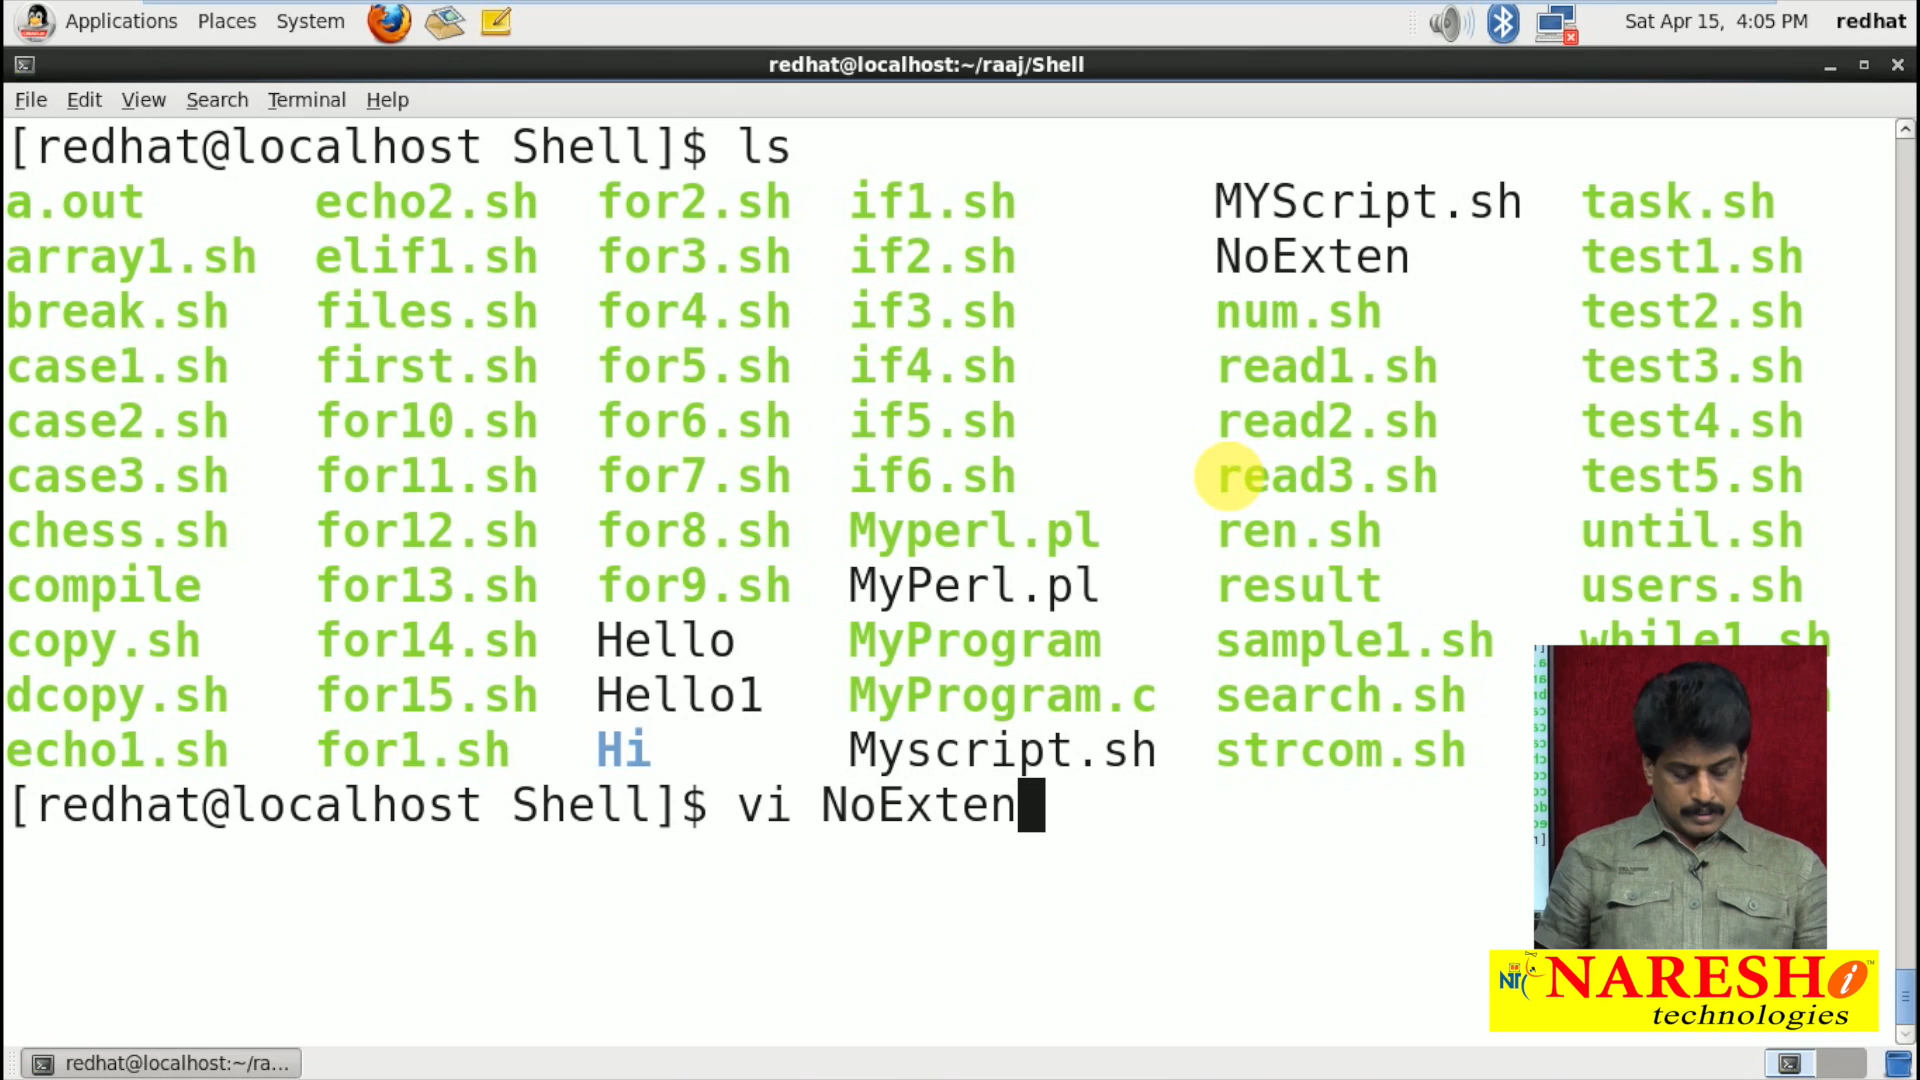 Applications Places System Sat Apr 15, 4:05 PM redhat
redhat@localhost:~/raaj/Shell
File Edit View Search Terminal Help
[redhat@localhost Shell]$ ls
a.out echo2.sh for2.sh if1.sh MYScript.sh task.sh
array1.sh elif1.sh for3.sh if2.sh NoExten test1.sh
break.sh files.sh for4.sh if3.sh num.sh test2.sh
case1.sh first.sh for5.sh if4.sh read1.sh test3.sh
case2.sh for10.sh for6.sh if5.sh read2.sh test4.sh
case3.sh for11.sh for7.sh if6.sh read3.sh test5.sh
chess.sh for12.sh for8.sh Myperl.pl ren.sh until.sh
compile for13.sh for9.sh MyPerl.pl result users.sh
copy.sh for14.sh Hello MyProgram sample1.sh while1.sh
dcopy.sh for15.sh Hello1 MyProgram.c search.sh
echo1.sh for1.sh Hi Myscript.sh strcom.sh
[redhat@localhost Shell]$ vi NoExten
NARESH i
technologies
redhat@localhost:~/ra...